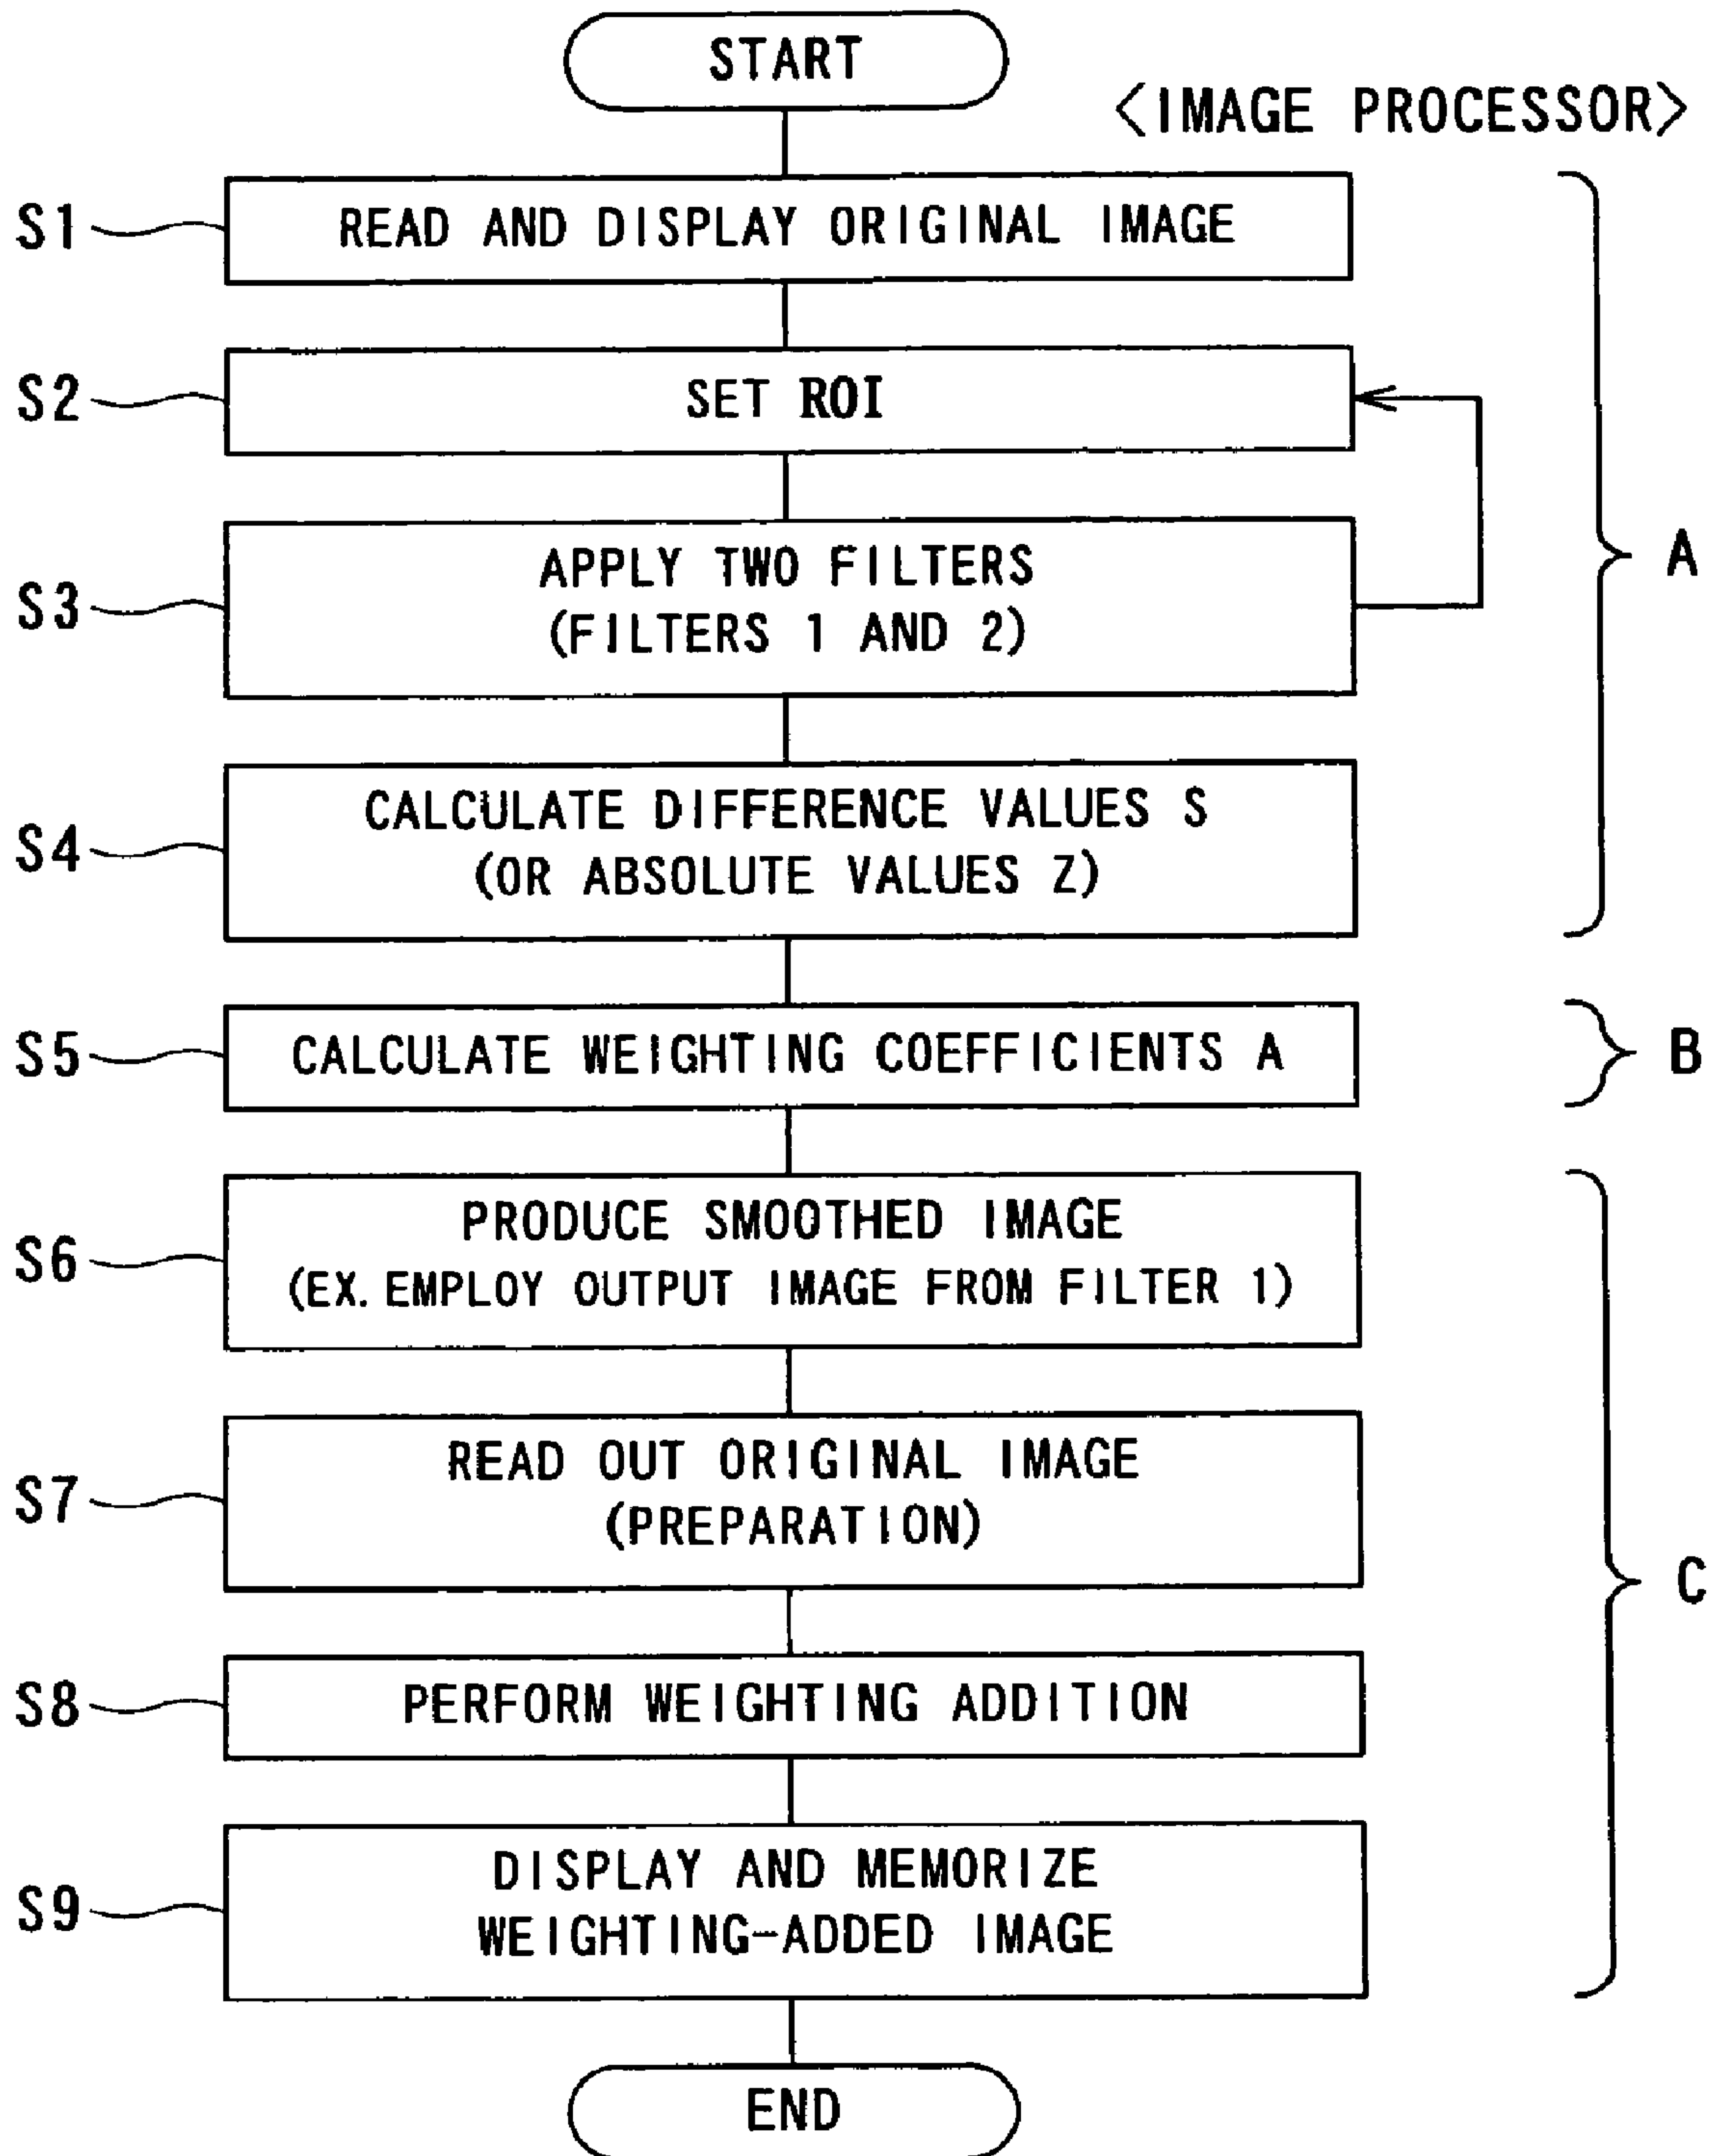 START
<IMAGE PROCESSOR>
S1
READ AND DISPLAY ORIGINAL IMAGE
S2
SET ROI
S3
APPLY TWO FILTERS
(FILTERS 1 AND 2)
A
S4
CALCULATE DIFFERENCE VALUES S
(OR ABSOLUTE VALUES Z)
S5
CALCULATE WEIGHTING COEFFICIENTS A
B
S6
PRODUCE SMOOTHED IMAGE
(EX. EMPLOY OUTPUT IMAGE FROM FILTER 1)
S7
READ OUT ORIGINAL IMAGE
(PREPARATION)
C
S8
PERFORM WEIGHTING ADDITION
S9
DISPLAY AND MEMORIZE
WEIGHTING-ADDED IMAGE
END